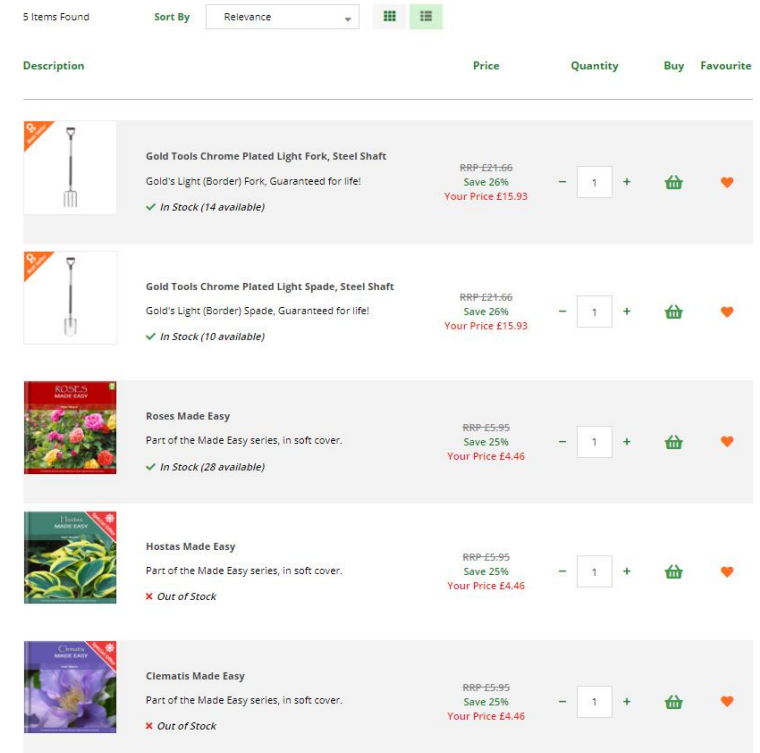 5 Items Found
Sort By
Relevance
Description
Price
Quantity
Buy
Favourite
Gold Tools Chrome Plated Light Fork, Steel Shaft
Gold's Light (Border) Fork, Guaranteed for life!
In Stock (14 available)
RRP £21.66
Save 26%
Your Price £15.93
− 1 +
Gold Tools Chrome Plated Light Spade, Steel Shaft
Gold's Light (Border) Spade, Guaranteed for life!
In Stock (10 available)
RRP £21.66
Save 26%
Your Price £15.93
− 1 +
ROSES
MADE EASY
Roses Made Easy
Part of the Made Easy series, in soft cover.
In Stock (28 available)
RRP £5.95
Save 25%
Your Price £4.46
− 1 +
Hostas
MADE EASY
Special Offer
Hostas Made Easy
Part of the Made Easy series, in soft cover.
Out of Stock
RRP £5.95
Save 25%
Your Price £4.46
− 1 +
Clematis
MADE EASY
Special Offer
Clematis Made Easy
Part of the Made Easy series, in soft cover.
Out of Stock
RRP £5.95
Save 25%
Your Price £4.46
− 1 +